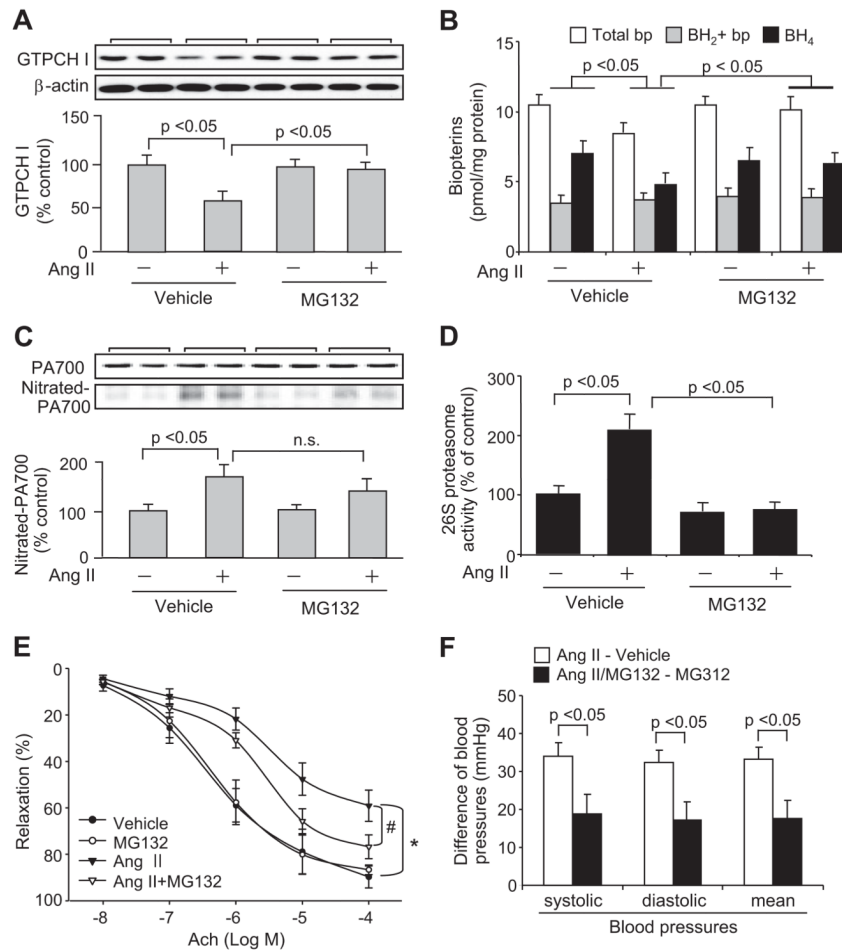 A
GTPCH I
β-actin
GTPCH I
(% control)
150
100
50
0
p <0.05
p <0.05
Ang II
− + − +
Vehicle MG132
B
Total bp BH2+ bp BH4
Biopterins
(pmol/mg protein)
15
10
5
0
p <0.05
p < 0.05
Ang II
− + − +
Vehicle MG132
C
PA700
Nitrated-
PA700
Nitrated-PA700
(% control)
200
100
0
p <0.05
n.s.
Ang II
− + − +
Vehicle MG132
D
26S proteasome
activity (% of control)
300
200
100
0
p <0.05
p <0.05
Ang II
− + − +
Vehicle MG132
E
Relaxation (%)
0
20
40
60
80
100
Vehicle
MG132
Ang II
Ang II+MG132
#
*
-8 -7 -6 -5 -4
Ach (Log M)
F
Ang II - Vehicle
Ang II/MG132 - MG312
Difference of blood
pressures (mmHg)
50
40
30
20
10
0
p <0.05 p <0.05 p <0.05
systolic diastolic mean
Blood pressures